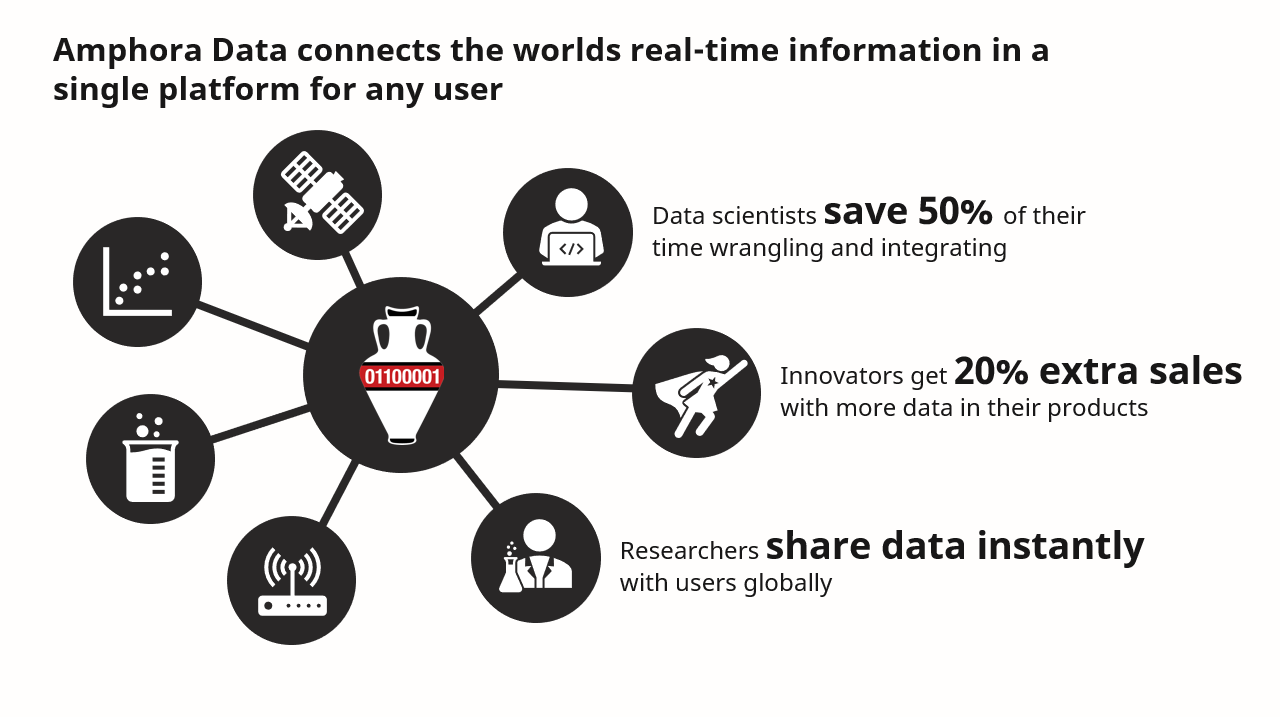 Amphora Data connects the worlds real-time information in a
single platform for any user
Data scientists save 50% of their
time wrangling and integrating
01100001
Innovators get 20% extra sales
with more data in their products
Researchers share data instantly
with users globally